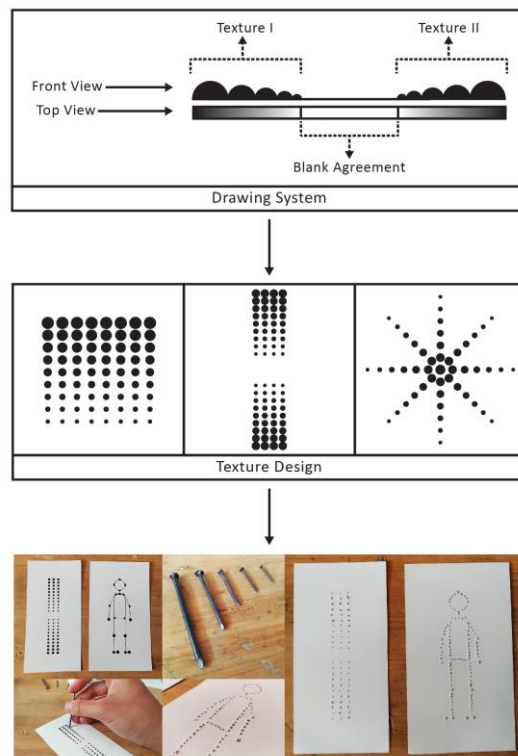 Texture I
Texture II
Front View
Top View
Blank Agreement
Drawing System
Texture Design